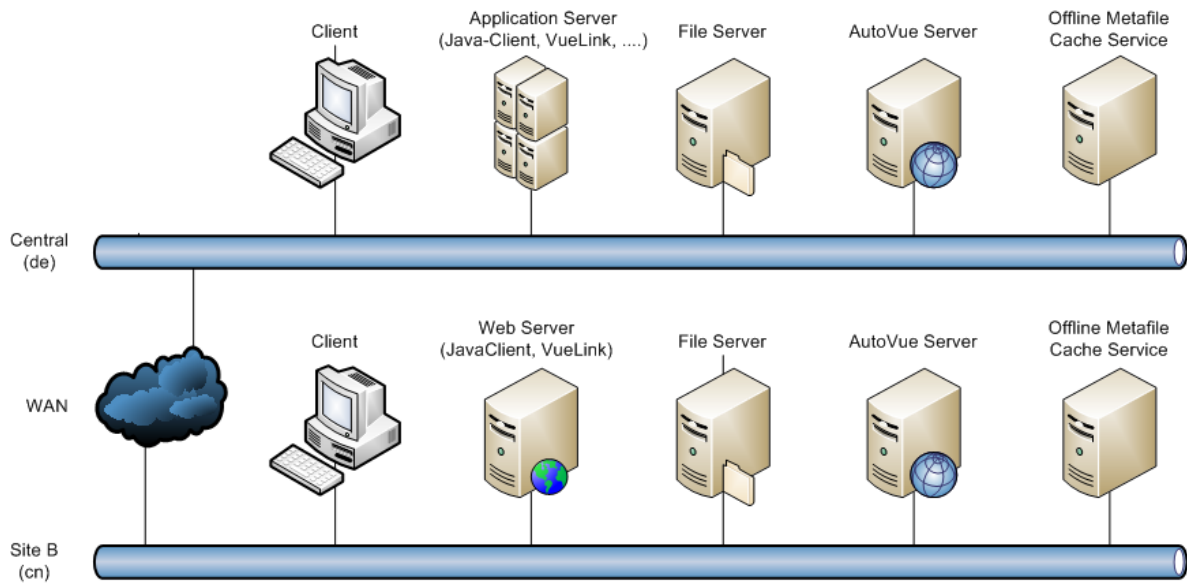 Client
Application Server
(Java-Client, VueLink, ....)
File Server
AutoVue Server
Offline Metafile
Cache Service
Central
(de)
Client
Web Server
(JavaClient, VueLink)
File Server
AutoVue Server
Offline Metafile
Cache Service
WAN
Site B
(cn)